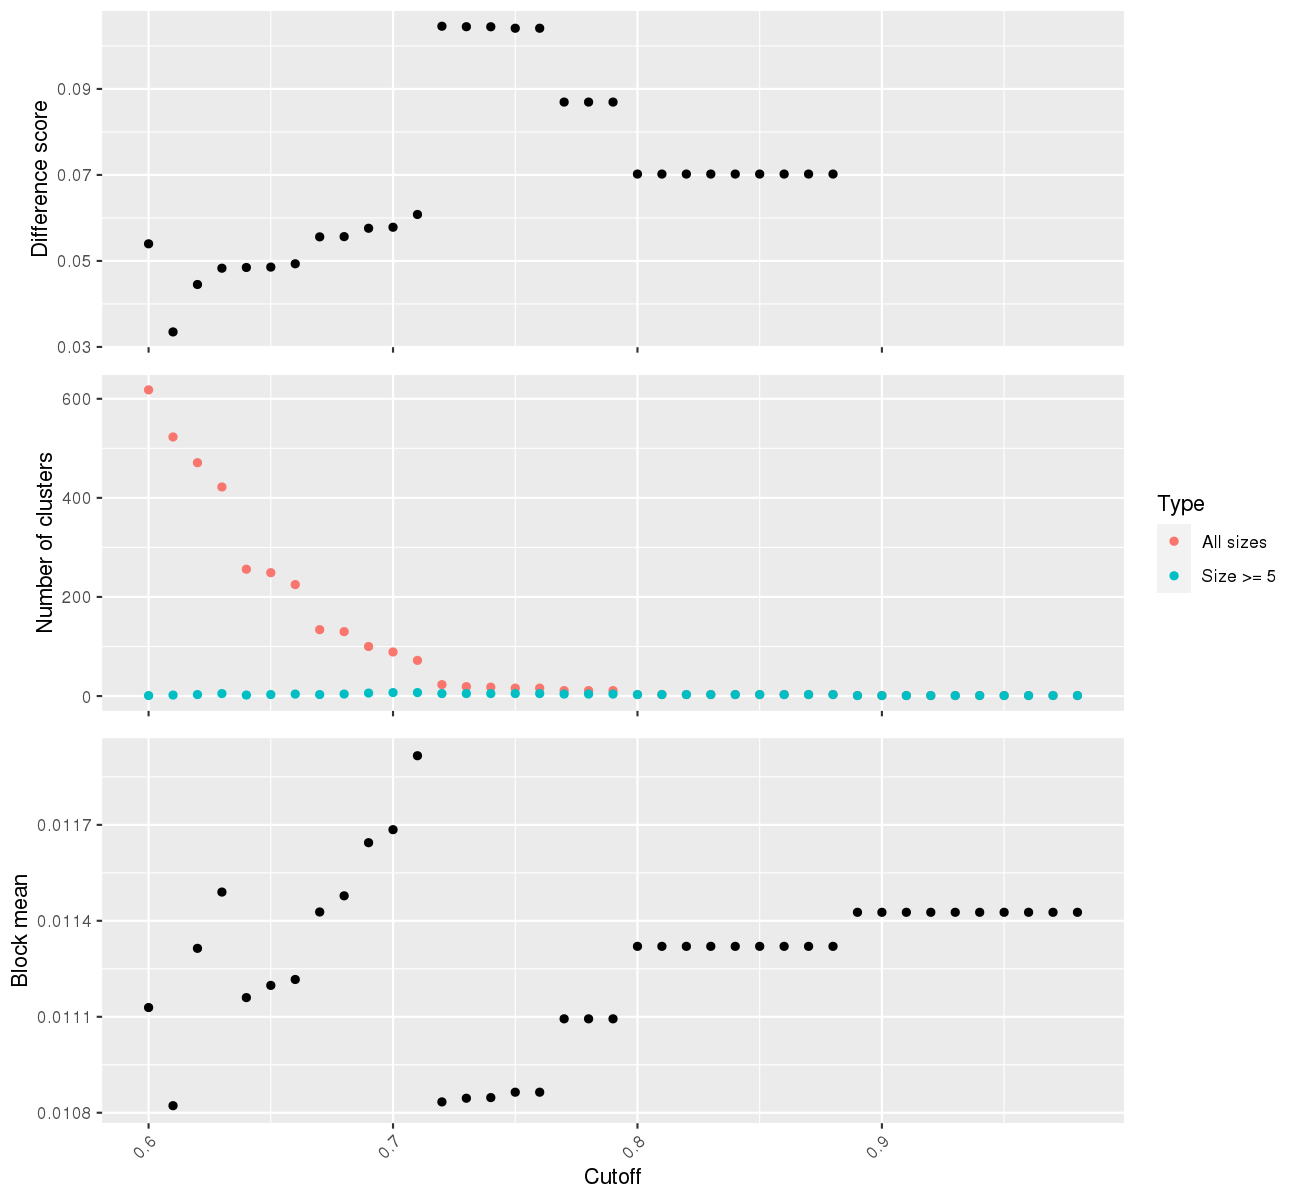 Difference score
0.09
0.07
0.05
0.03
Number of clusters
600
400
200
0
Type
All sizes
Size >= 5
Block mean
0.0117
0.0114
0.0111
0.0108
0.6
0.7
0.8
0.9
Cutoff